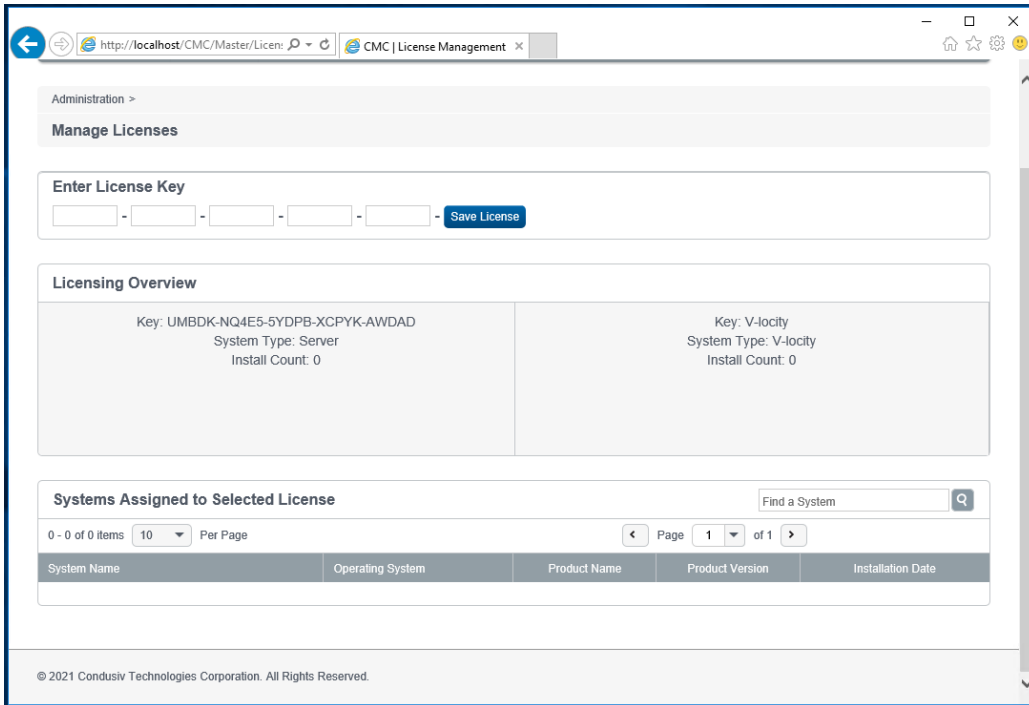 http://localhost/CMC/Master/Licen:
CMC | License Management
Administration >
Manage Licenses
Enter License Key
- - - - - Save License
Licensing Overview
Key: UMBDK-NQ4E5-5YDPB-XCPYK-AWDAD
System Type: Server
Install Count: 0
Key: V-locity
System Type: V-locity
Install Count: 0
Systems Assigned to Selected License
Find a System
0 - 0 of 0 items 10 Per Page
Page 1 of 1
System Name Operating System Product Name Product Version Installation Date
© 2021 Condusiv Technologies Corporation. All Rights Reserved.